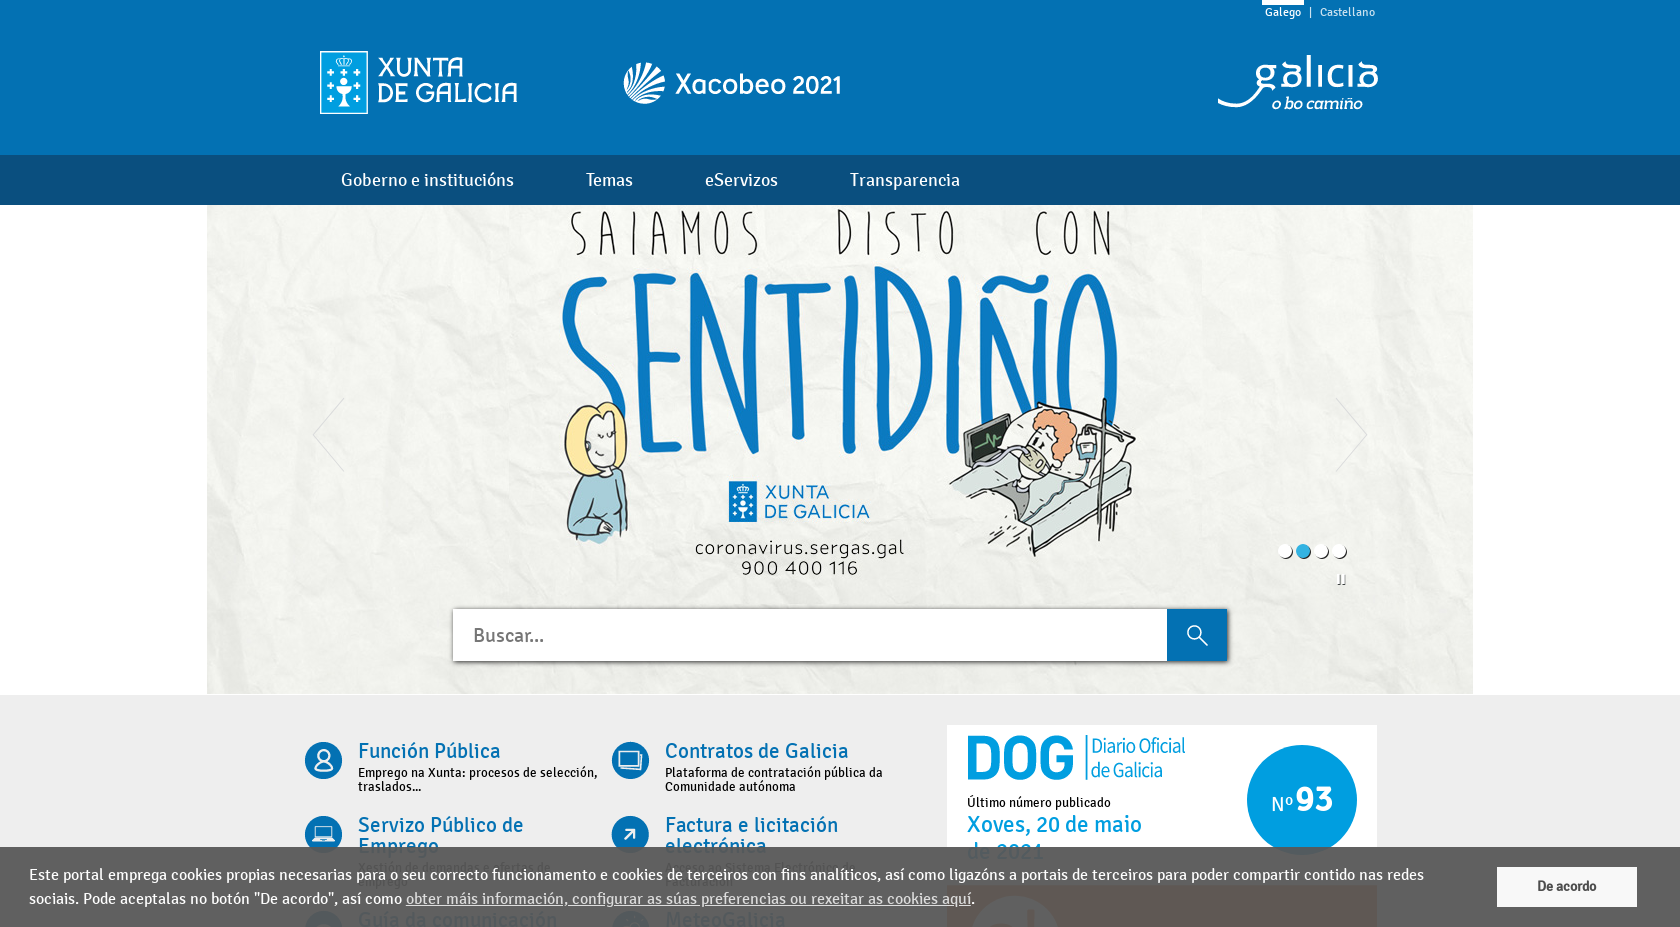 Galego | Castellano
XUNTA
DE GALICIA
Xacobeo 2021
galicia
o bo camiño
Goberno e institucións
Temas
eServizos
Transparencia
SAIAMOS DISTO CON
SENTIDIÑO
XUNTA
DE GALICIA
coronavirus.sergas.gal
900 400 116
Buscar...
Función Pública
Emprego na Xunta: procesos de selección,
traslados...
Contratos de Galicia
Plataforma de contratación pública da
Comunidade autónoma
DOG
Diario Oficial
de Galicia
Último número publicado
Xoves, 20 de maio
de 2021
Nº 93
Servizo Público de
Emprego
Factura e licitación
electrónica
Guía da comunicación
MeteoGalicia
Este portal emprega cookies propias necesarias para o seu correcto funcionamento e cookies de terceiros con fins analíticos, así como ligazóns a portais de terceiros para poder compartir contido nas redes
sociais. Pode aceptalas no botón "De acordo", así como obter máis información, configurar as súas preferencias ou rexeitar as cookies aquí.
De acordo